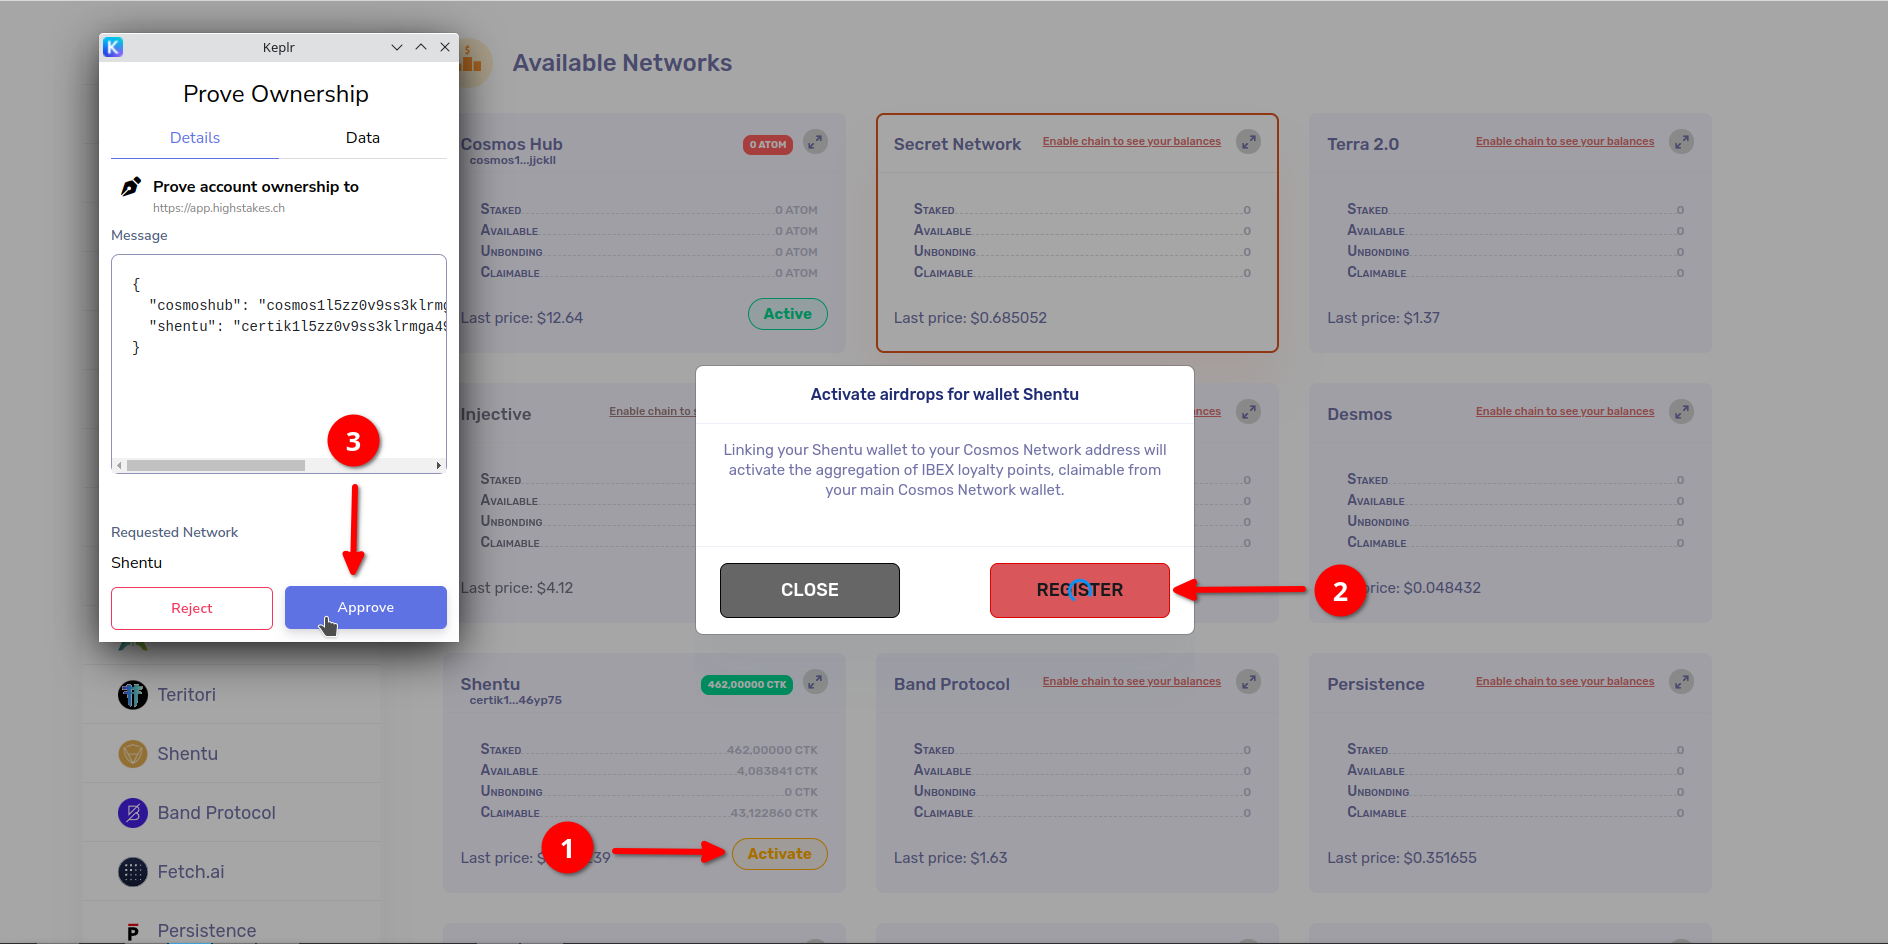 Keplr
Prove Ownership
Details
Data
Prove account ownership to
https://app.highstakes.ch
Message
{
"cosmoshub": "cosmos1l5zz0v9ss3klrmg
"shentu": "certik1l5zz0v9ss3klrmga49
}
3
Requested Network
Shentu
Reject
Approve
Teritori
Shentu
Band Protocol
Fetch.ai
Persistence
Available Networks
Cosmos Hub
0 ATOM
cosmos1...jjckll
STAKED 0 ATOM
AVAILABLE 0 ATOM
UNBONDING 0 ATOM
CLAIMABLE 0 ATOM
Last price: $12.64
Active
Secret Network
Enable chain to see your balances
STAKED 0
AVAILABLE 0
UNBONDING 0
CLAIMABLE 0
Last price: $0.685052
Terra 2.0
Enable chain to see your balances
STAKED 0
AVAILABLE 0
UNBONDING 0
CLAIMABLE 0
Last price: $1.37
Injective
Enable chain to s
STAKED
AVAILABLE
UNBONDING
CLAIMABLE
Last price: $4.12
Activate airdrops for wallet Shentu
Linking your Shentu wallet to your Cosmos Network address will
activate the aggregation of IBEX loyalty points, claimable from
your main Cosmos Network wallet.
CLOSE
REGISTER
2
nces
0
0
0
0
Desmos
Enable chain to see your balances
STAKED 0
AVAILABLE 0
UNBONDING 0
CLAIMABLE 0
price: $0.048432
Shentu
462,00000 CTK
certik1...46yp75
STAKED 462,00000 CTK
AVAILABLE 4,083841 CTK
UNBONDING 0 CTK
CLAIMABLE 43,122860 CTK
Last price: $
39
1
Activate
Band Protocol
Enable chain to see your balances
STAKED 0
AVAILABLE 0
UNBONDING 0
CLAIMABLE 0
Last price: $1.63
Persistence
Enable chain to see your balances
STAKED 0
AVAILABLE 0
UNBONDING 0
CLAIMABLE 0
Last price: $0.351655